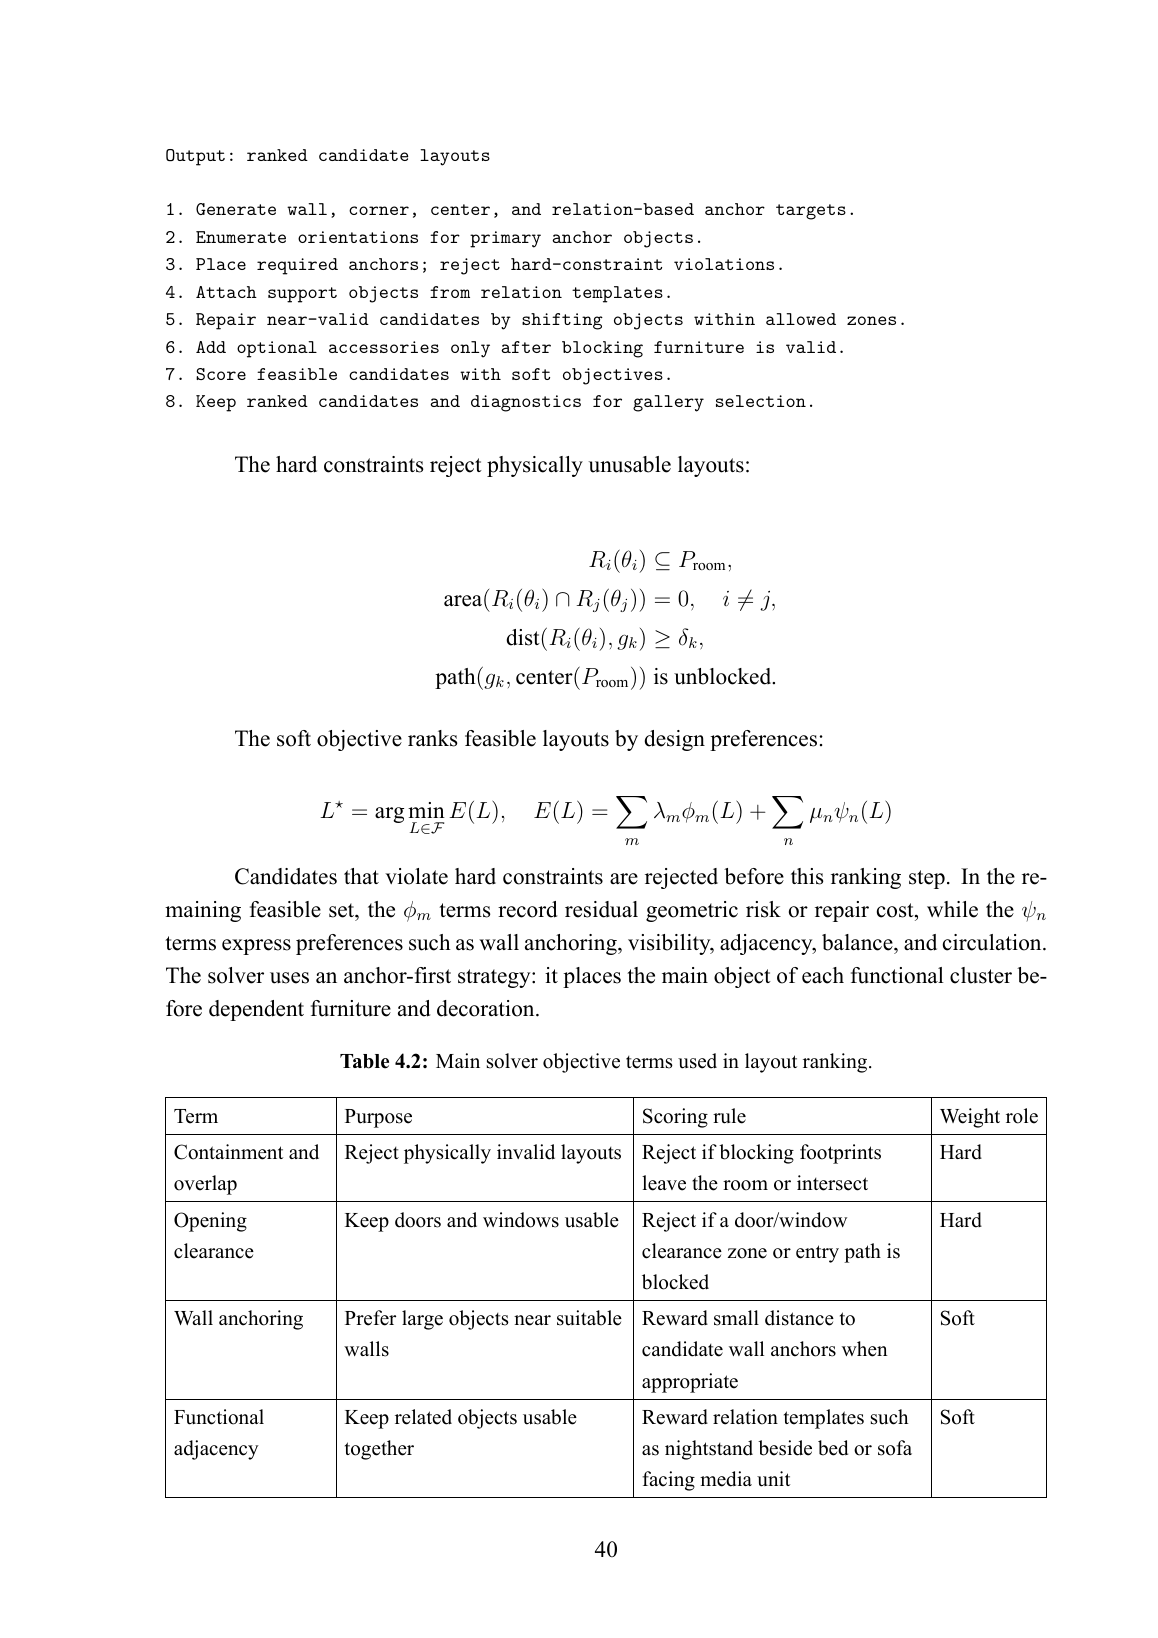 Output: ranked candidate layouts
1. Generate wall, corner, center, and relation-based anchor targets.
2. Enumerate orientations for primary anchor objects.
3. Place required anchors; reject hard-constraint violations.
4. Attach support objects from relation templates.
5. Repair near-valid candidates by shifting objects within allowed zones.
6. Add optional accessories only after blocking furniture is valid.
7. Score feasible candidates with soft objectives.
8. Keep ranked candidates and diagnostics for gallery selection.
The hard constraints reject physically unusable layouts:
R_i(θ_i) ⊆ P_room,
area(R_i(θ_i) ∩ R_j(θ_j)) = 0, i ≠ j,
dist(R_i(θ_i), g_k) ≥ δ_k,
path(g_k, center(P_room)) is unblocked.
The soft objective ranks feasible layouts by design preferences:
L⋆ = arg min_{L∈ℱ} E(L), E(L) = ∑_m λ_m ϕ_m(L) + ∑_n μ_n ψ_n(L)
Candidates that violate hard constraints are rejected before this ranking step. In the re-
maining feasible set, the ϕ_m terms record residual geometric risk or repair cost, while the ψ_n
terms express preferences such as wall anchoring, visibility, adjacency, balance, and circulation.
The solver uses an anchor-first strategy: it places the main object of each functional cluster be-
fore dependent furniture and decoration.
Table 4.2: Main solver objective terms used in layout ranking.
Term Purpose Scoring rule Weight role
Containment and Reject physically invalid layouts Reject if blocking footprints Hard
overlap leave the room or intersect
Opening Keep doors and windows usable Reject if a door/window Hard
clearance clearance zone or entry path is
blocked
Wall anchoring Prefer large objects near suitable Reward small distance to Soft
walls candidate wall anchors when
appropriate
Functional Keep related objects usable Reward relation templates such Soft
adjacency together as nightstand beside bed or sofa
facing media unit
40